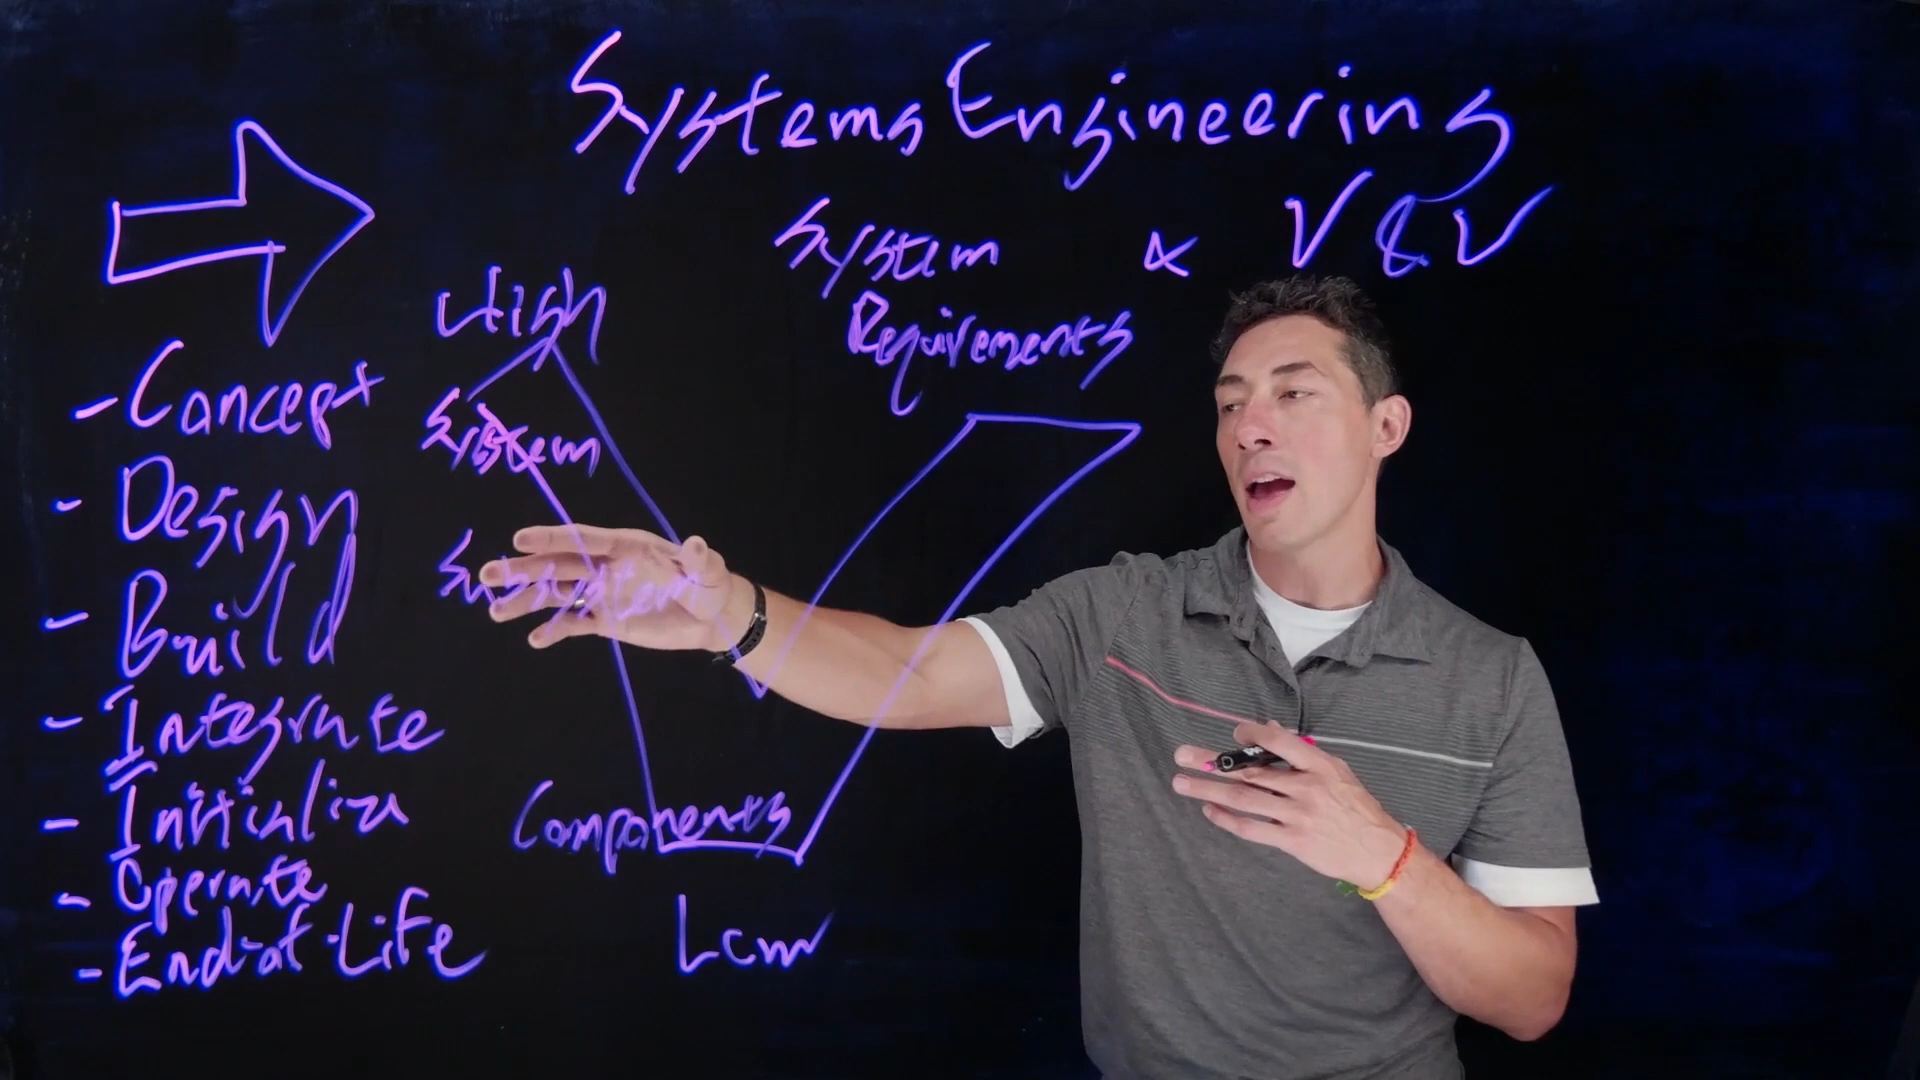 Systems Engineering
System & V & V
Requirements
High
System
Subsystem
Components
Low
- Concept
- Design
- Build
- Integrate
- Initialize
- Operate
- End-of-Life